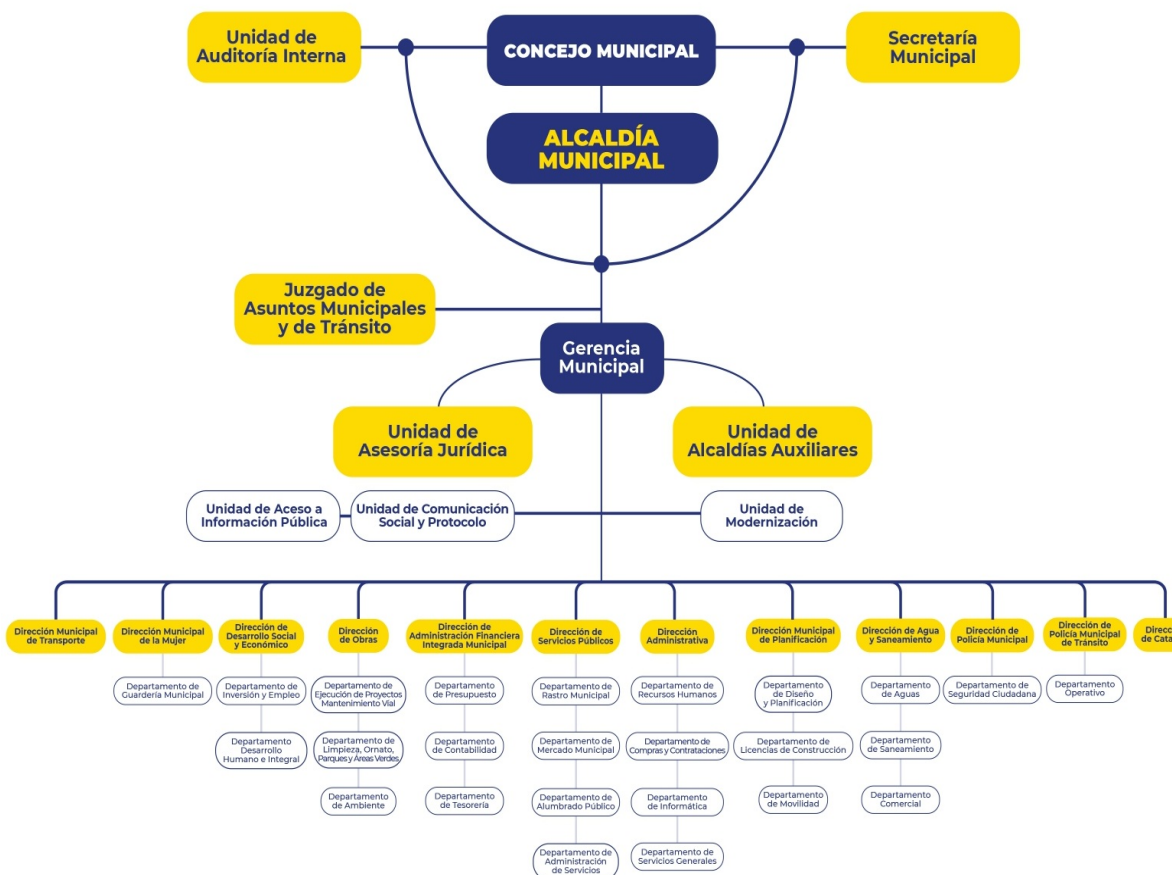 Unidad de
Auditoría Interna
CONCEJO MUNICIPAL
Secretaría
Municipal
ALCALDÍA
MUNICIPAL
Juzgado de
Asuntos Municipales
y de Tránsito
Gerencia
Municipal
Unidad de
Asesoría Jurídica
Unidad de
Alcaldías Auxiliares
Unidad de Aceso a
Información Pública
Unidad de Comunicación
Social y Protocolo
Unidad de
Modernización
Dirección Municipal
de Transporte
Dirección Municipal
de la Mujer
Dirección de
Desarrollo Social
y Económico
Dirección
de Obras
Dirección de
Administración Financiera
Integrada Municipal
Dirección de
Servicios Públicos
Dirección
Administrativa
Dirección Municipal
de Planificación
Dirección de Agua
y Saneamiento
Dirección de
Policía Municipal
Dirección de
Policía Municipal
de Tránsito
Direcc
de Cata
Departamento de
Guardería Municipal
Departamento de
Inversión y Empleo
Departamento de
Ejecución de Proyectos
Mantenimiento Vial
Departamento
de Presupuesto
Departamento de
Rastro Municipal
Departamento de
Recursos Humanos
Departamento
de Diseño
y Planificación
Departamento
de Aguas
Departamento de
Seguridad Ciudadana
Departamento
Operativo
Departamento
Desarrollo
Humano e Integral
Departamento de
Limpieza, Ornato,
Parques y Áreas Verdes
Departamento
de Contabilidad
Departamento de
Mercado Municipal
Departamento de
Compras y Contrataciones
Departamento de
Licencias de Construcción
Departamento
de Saneamiento
Departamento
de Ambiente
Departamento
de Tesorería
Departamento de
Alumbrado Público
Departamento
de Informática
Departamento
de Movilidad
Departamento
Comercial
Departamento de
Administración
de Servicios
Departamento de
Servicios Generales